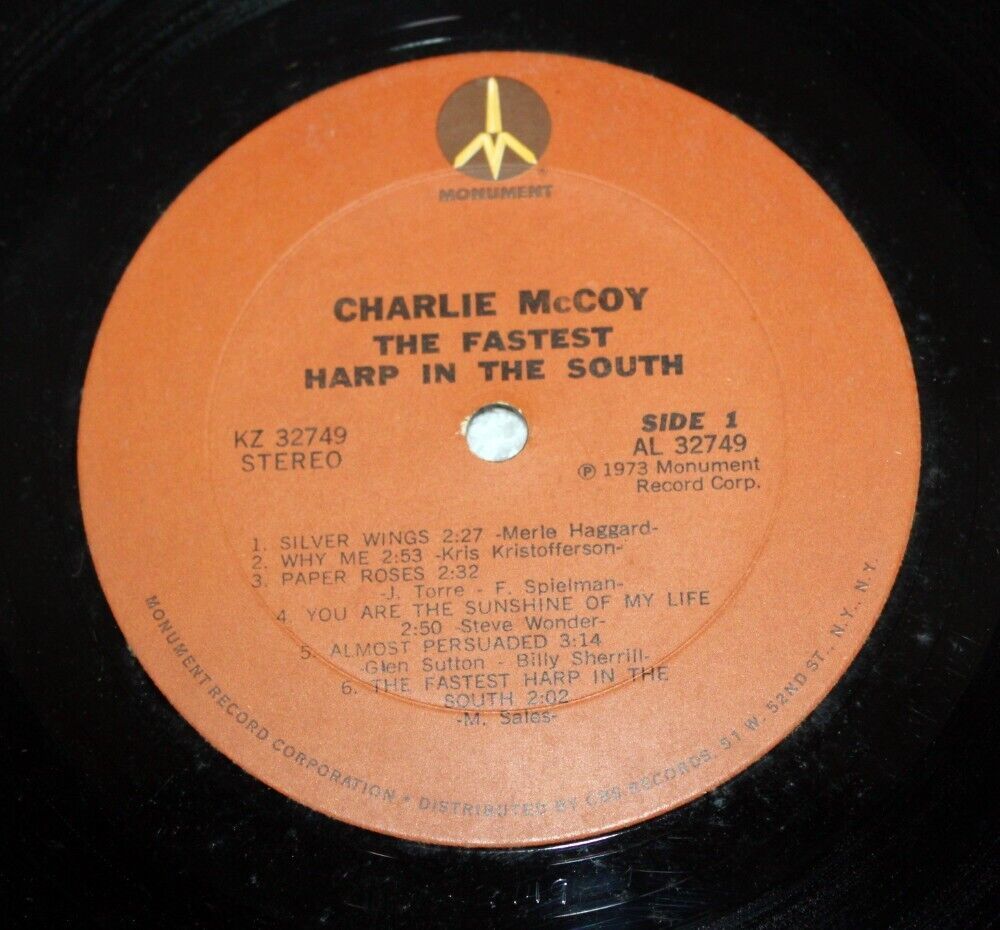 MONUMENT
CHARLIE McCOY
THE FASTEST
HARP IN THE SOUTH
KZ 32749
STEREO
SIDE 1
AL 32749
℗ 1973 Monument
Record Corp.
1. SILVER WINGS 2:27 -Merle Haggard-
2. WHY ME 2:53 -Kris Kristofferson-
3. PAPER ROSES 2:32
-J. Torre - F. Spielman-
4. YOU ARE THE SUNSHINE OF MY LIFE
2:50 -Steve Wonder-
5. ALMOST PERSUADED 3:14
-Glen Sutton - Billy Sherrill-
6. THE FASTEST HARP IN THE
SOUTH 2:02
-M. Sales-
MONUMENT RECORD CORPORATION • DISTRIBUTED BY CBS RECORDS, 51 W. 52ND ST., N.Y., N.Y.